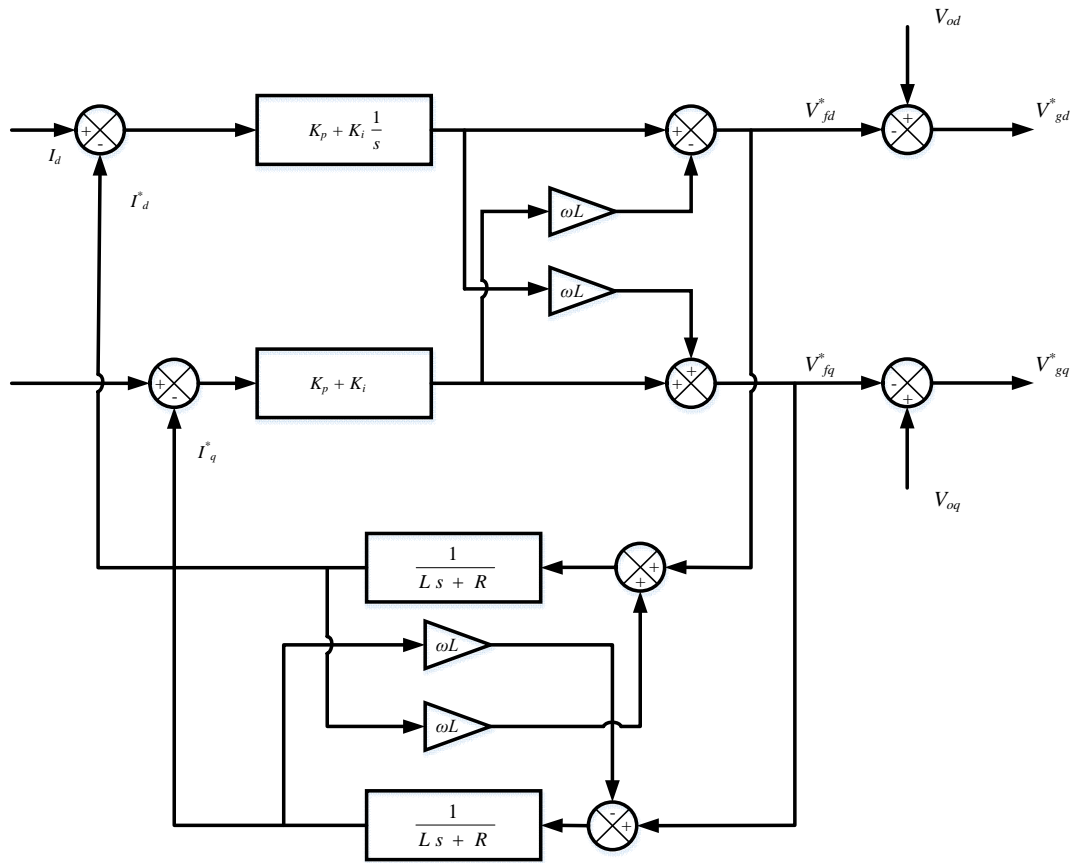 V_od
V*_fd
V*_gd
+
+
-
K_p + K_i 1/s
+
-
-
I_d
I*_d
ωL
ωL
+
+
-
K_p + K_i
+
+
V*_fq
-
+
V*_gq
I*_q
V_oq
1
L s + R
+
+
ωL
ωL
-
+
1
L s + R